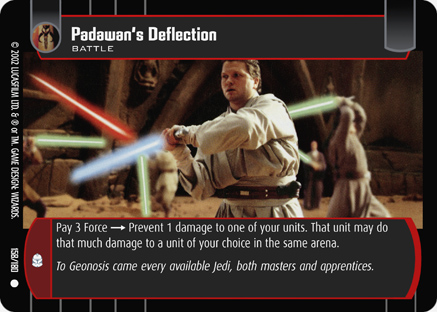 Padawan's Deflection
BATTLE
Pay 3 Force → Prevent 1 damage to one of your units. That unit may do
that much damage to a unit of your choice in the same arena.
To Geonosis came every available Jedi, both masters and apprentices.
© 2002 LUCASFILM LTD. & ® or TM. GAME DESIGN: WIZARDS.
158/180